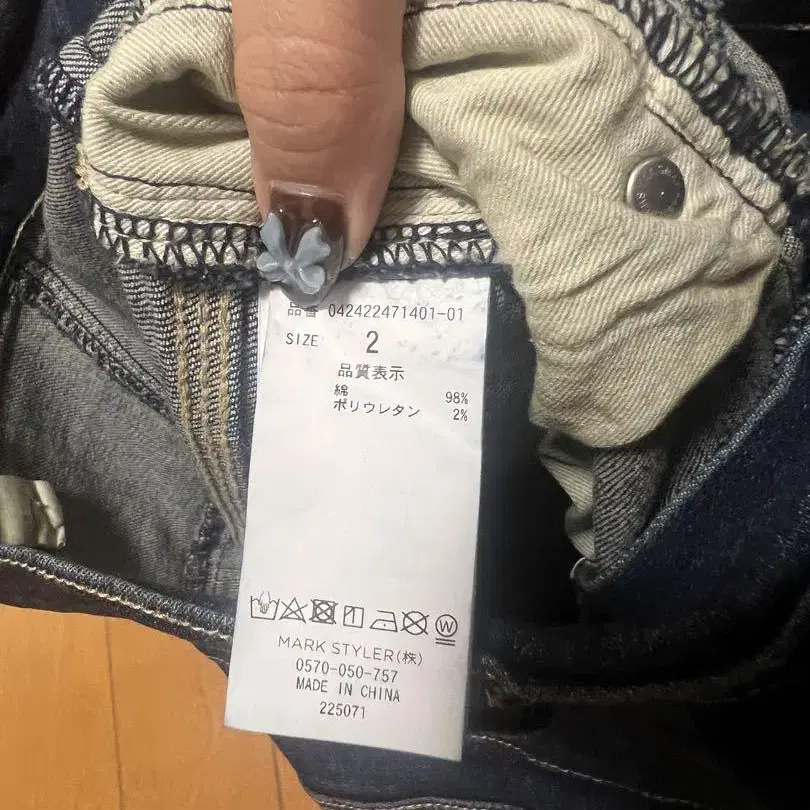 品番 042422471401-01
SIZE 2
品質表示
綿 98%
ポリウレタン 2%
W
MARK STYLER(株)
0570-050-757
MADE IN CHINA
225071